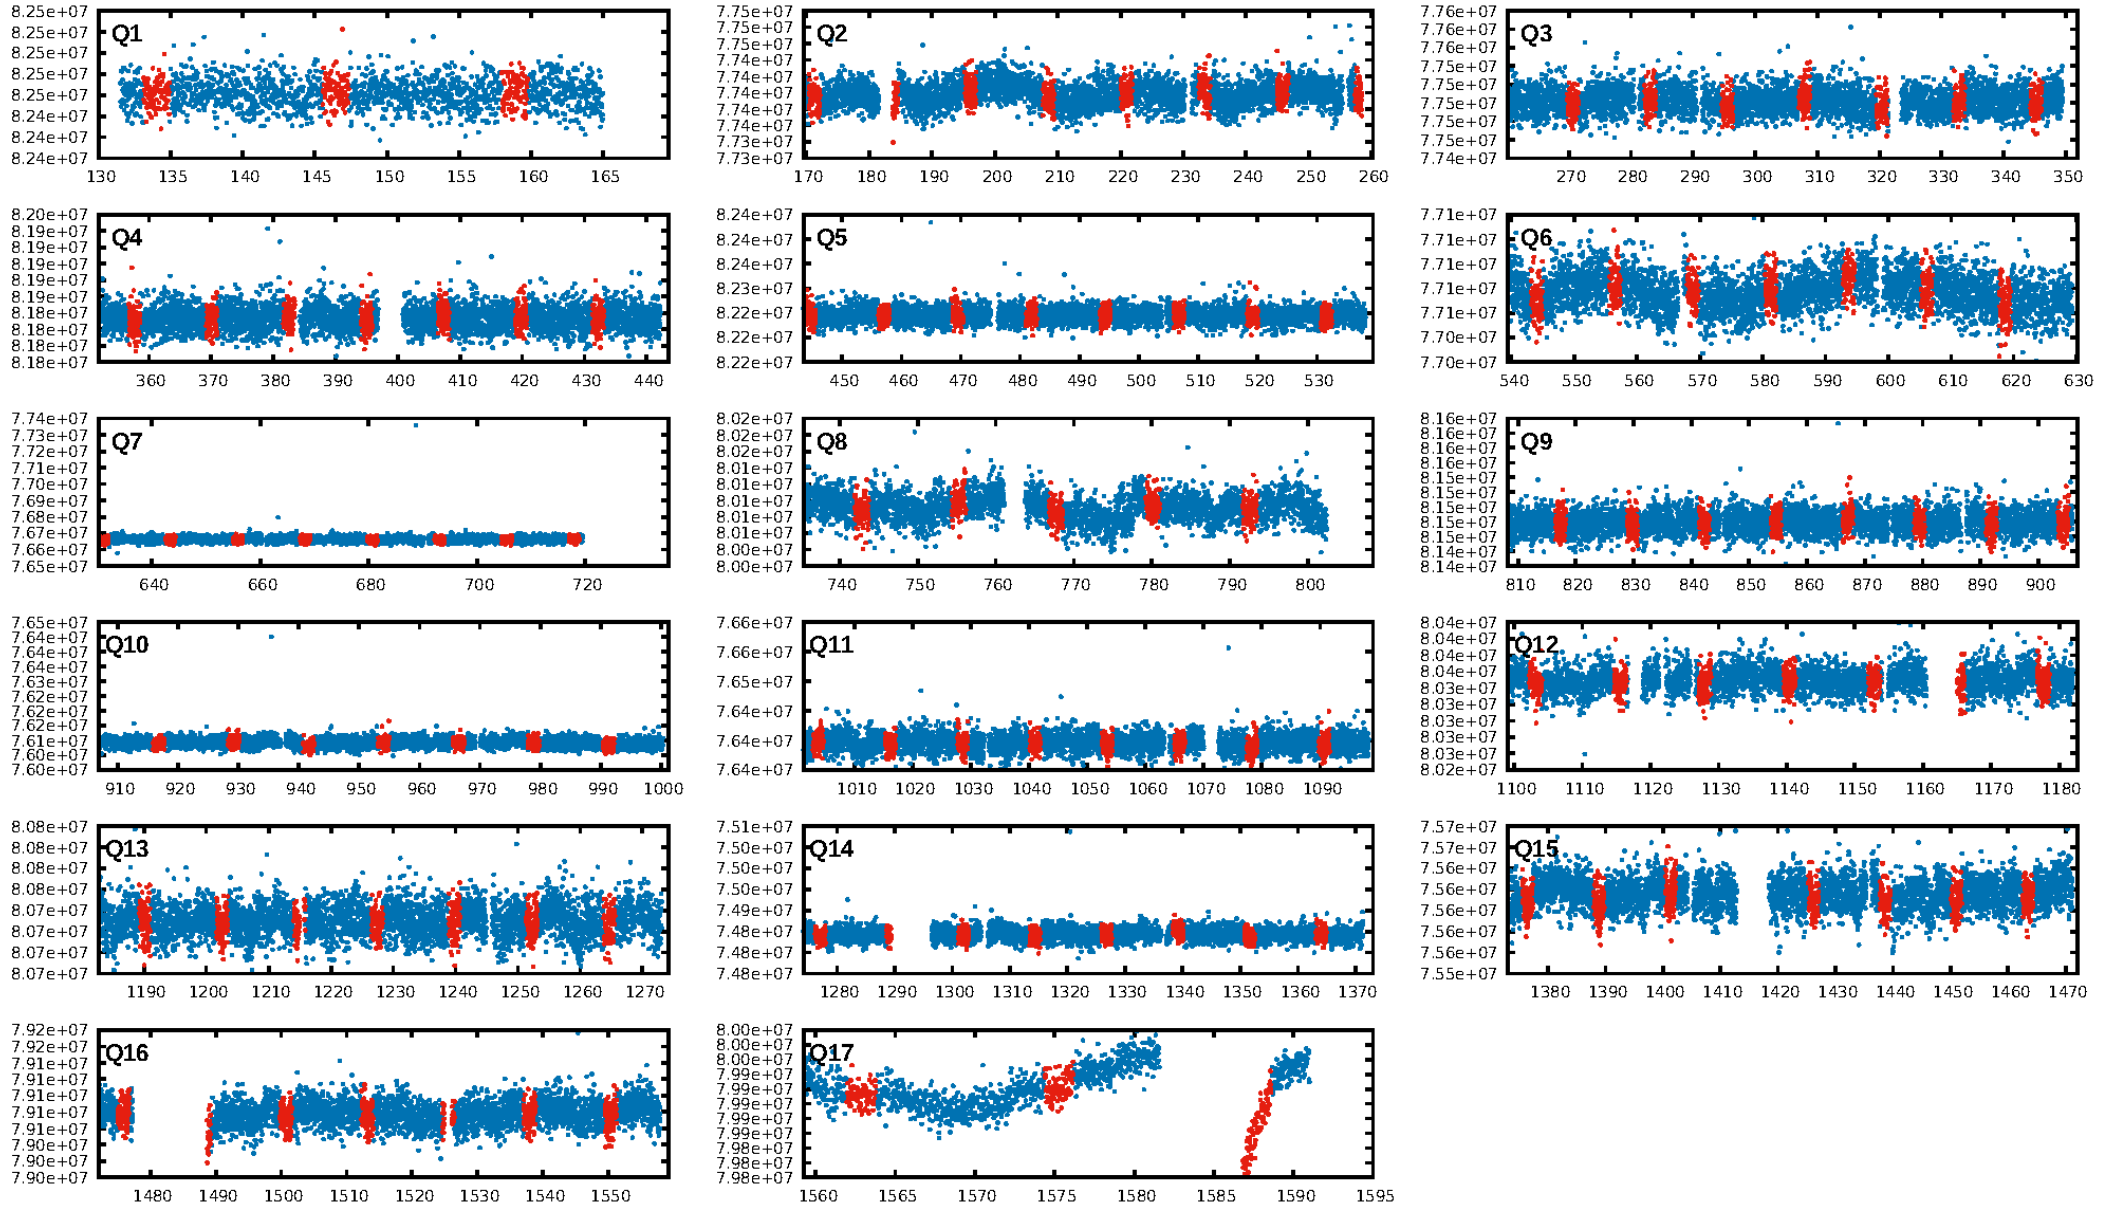 Q1
8.25e+07
8.25e+07
8.25e+07
8.25e+07
8.25e+07
8.24e+07
8.24e+07
8.24e+07
130 135 140 145 150 155 160 165
Q2
7.75e+07
7.75e+07
7.75e+07
7.74e+07
7.74e+07
7.74e+07
7.74e+07
7.74e+07
7.73e+07
7.73e+07
170 180 190 200 210 220 230 240 250 260
Q3
7.76e+07
7.76e+07
7.76e+07
7.75e+07
7.75e+07
7.75e+07
7.75e+07
7.75e+07
7.74e+07
270 280 290 300 310 320 330 340 350
Q4
8.20e+07
8.19e+07
8.19e+07
8.19e+07
8.19e+07
8.19e+07
8.18e+07
8.18e+07
8.18e+07
8.18e+07
360 370 380 390 400 410 420 430 440
Q5
8.24e+07
8.24e+07
8.24e+07
8.23e+07
8.22e+07
8.22e+07
8.22e+07
450 460 470 480 490 500 510 520 530
Q6
7.71e+07
7.71e+07
7.71e+07
7.71e+07
7.70e+07
7.70e+07
7.70e+07
540 550 560 570 580 590 600 610 620 630
Q7
7.74e+07
7.73e+07
7.71e+07
7.71e+07
7.70e+07
7.69e+07
7.68e+07
7.67e+07
7.66e+07
7.65e+07
640 660 680 700 720
Q8
8.02e+07
8.02e+07
8.02e+07
8.01e+07
8.01e+07
8.01e+07
8.01e+07
8.01e+07
8.00e+07
8.00e+07
740 750 760 770 780 790 800
Q9
8.16e+07
8.16e+07
8.16e+07
8.16e+07
8.15e+07
8.15e+07
8.15e+07
8.15e+07
8.15e+07
8.14e+07
8.14e+07
810 820 830 840 850 860 870 880 890 900
Q10
7.65e+07
7.64e+07
7.64e+07
7.64e+07
7.63e+07
7.62e+07
7.62e+07
7.62e+07
7.61e+07
7.60e+07
7.60e+07
910 920 930 940 950 960 970 980 990 1000
Q11
7.66e+07
7.66e+07
7.65e+07
7.64e+07
7.64e+07
7.64e+07
1010 1020 1030 1040 1050 1060 1070 1080 1090
Q12
8.04e+07
8.04e+07
8.04e+07
8.04e+07
8.03e+07
8.03e+07
8.03e+07
8.03e+07
8.03e+07
8.02e+07
1100 1110 1120 1130 1140 1150 1160 1170 1180
Q13
8.08e+07
8.08e+07
8.08e+07
8.08e+07
8.07e+07
8.07e+07
8.07e+07
8.07e+07
1190 1200 1210 1220 1230 1240 1250 1260 1270
Q14
7.51e+07
7.50e+07
7.50e+07
7.50e+07
7.49e+07
7.48e+07
7.48e+07
7.48e+07
1280 1290 1300 1310 1320 1330 1340 1350 1360 1370
Q15
7.57e+07
7.57e+07
7.57e+07
7.56e+07
7.56e+07
7.56e+07
7.56e+07
7.55e+07
1380 1390 1400 1410 1420 1430 1440 1450 1460 1470
Q16
7.92e+07
7.92e+07
7.91e+07
7.91e+07
7.91e+07
7.91e+07
7.91e+07
7.90e+07
7.90e+07
7.90e+07
1480 1490 1500 1510 1520 1530 1540 1550
Q17
8.00e+07
8.00e+07
8.00e+07
7.99e+07
7.99e+07
7.99e+07
7.99e+07
7.99e+07
7.98e+07
7.98e+07
7.98e+07
1560 1565 1570 1575 1580 1585 1590 1595